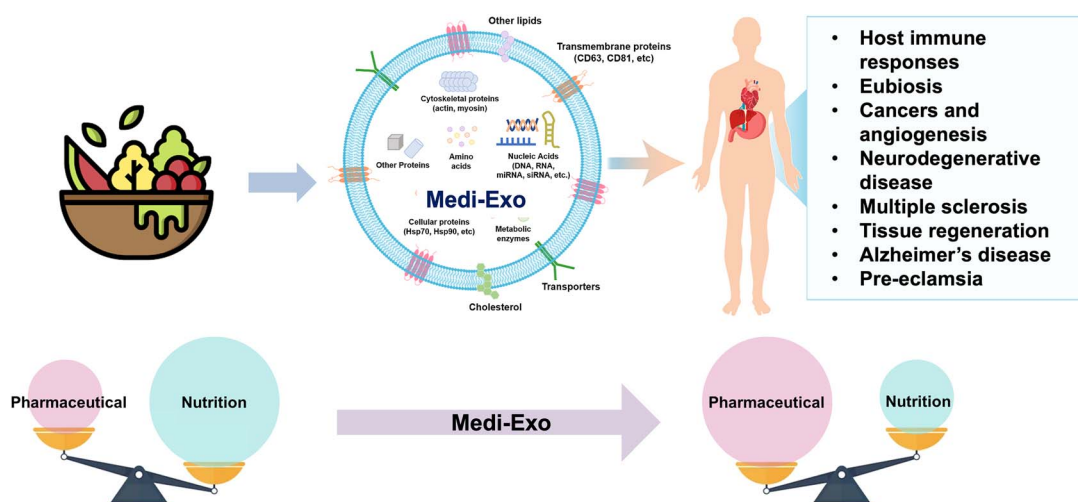 Other lipids
Transmembrane proteins
(CD63, CD81, etc)
Cytoskeletal proteins
(actin, myosin)
Other Proteins
Amino
acids
Nucleic Acids
(DNA, RNA,
miRNA, siRNA, etc.)
Medi-Exo
Cellular proteins
(Hsp70, Hsp90, etc)
Metabolic
enzymes
Transporters
Cholesterol
• Host immune
responses
• Eubiosis
• Cancers and
angiogenesis
• Neurodegenerative
disease
• Multiple sclerosis
• Tissue regeneration
• Alzheimer's disease
• Pre-eclamsia
Pharmaceutical
Nutrition
Medi-Exo
Pharmaceutical
Nutrition